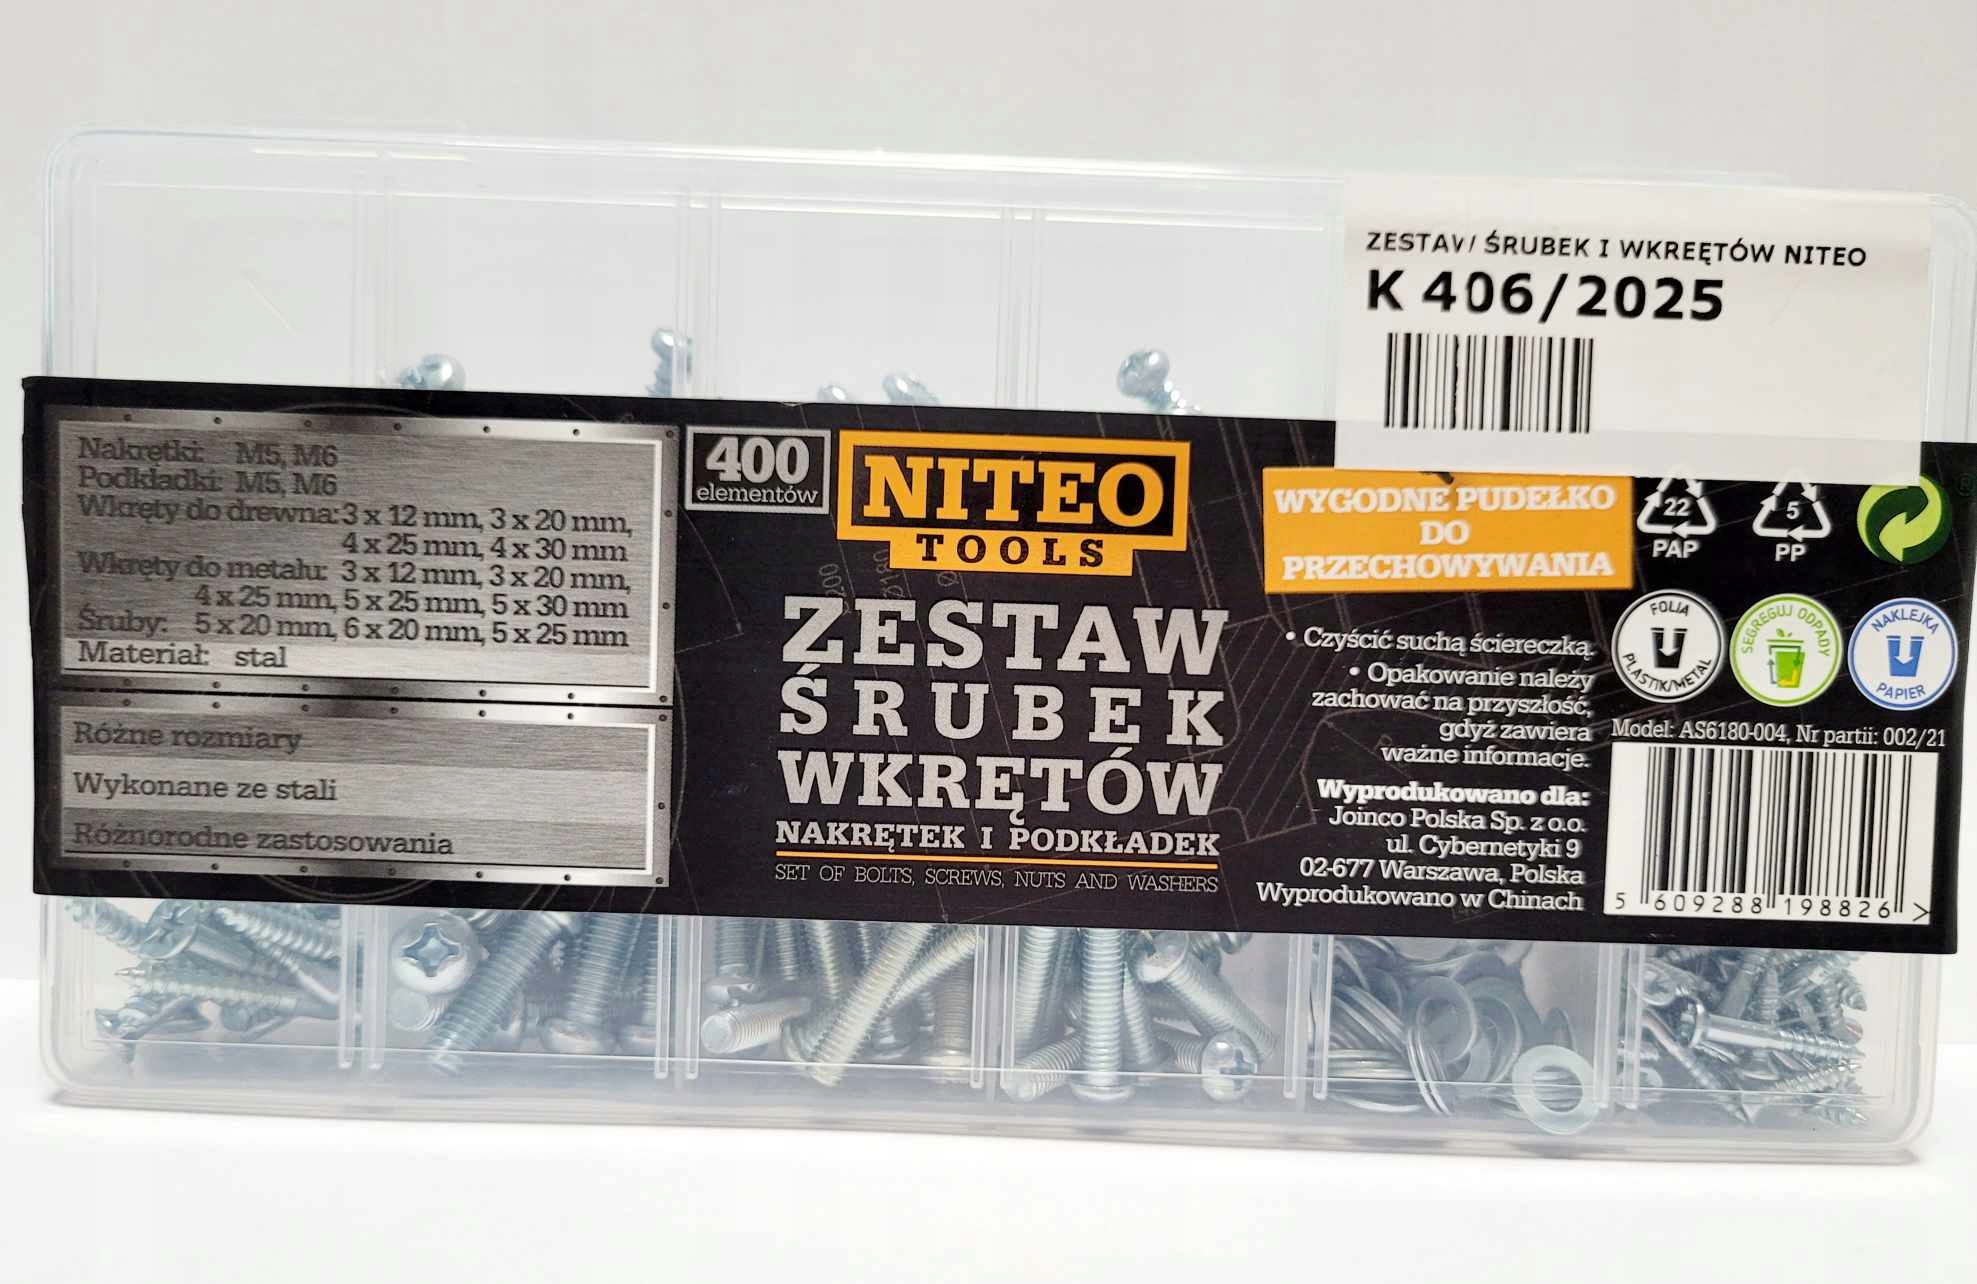 ZESTAW ŚRUBEK I WKREĘTÓW NITEO
K 406/2025
Nakretki: M5, M6
Podkładki: M5, M6
Wkręty do drewna: 3 x 12 mm, 3 x 20 mm,
4 x 25 mm, 4 x 30 mm
Wkręty do metalu: 3 x 12 mm, 3 x 20 mm,
4 x 25 mm, 5 x 25 mm, 5 x 30 mm
Śruby: 5 x 20 mm, 6 x 20 mm, 5 x 25 mm
Materiał: stal
Różne rozmiary
Wykonane ze stali
Różnorodne zastosowania
400
elementów
NITEO
TOOLS
ZESTAW
ŚRUBEK
WKRĘTÓW
NAKRĘTEK I PODKŁADEK
SET OF BOLTS, SCREWS, NUTS AND WASHERS
WYGODNE PUDEŁKO
DO
PRZECHOWYWANIA
• Czyścić suchą ściereczką.
• Opakowanie należy
zachować na przyszłość,
gdyż zawiera
ważne informacje.
Wyprodukowano dla:
Joinco Polska Sp. z o.o.
ul. Cybernetyki 9
02-677 Warszawa, Polska
Wyprodukowano w Chinach
22
PAP
5
PP
FOLIA
PLASTIK/METAL
SEGREGUJ ODPADY
NAKLEJKA
PAPIER
Model: AS6180-004, Nr partii: 002/21
5 609288 198826 >